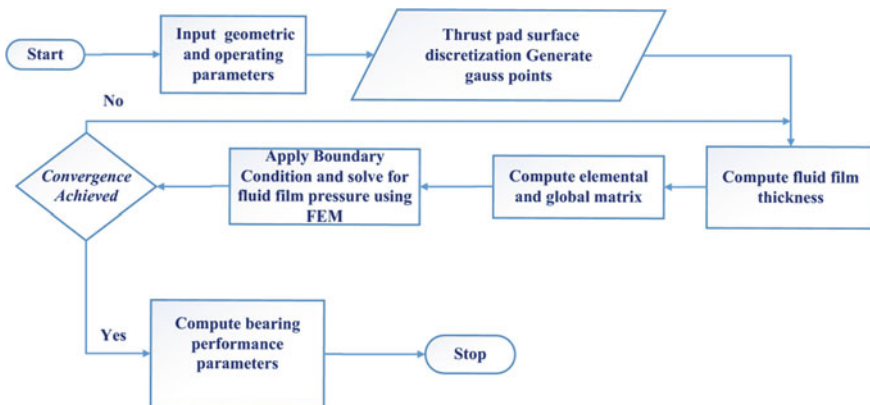 Start
Input geometric
and operating
parameters
Thrust pad surface
discretization Generate
gauss points
No
Convergence
Achieved
Apply Boundary
Condition and solve for
fluid film pressure using
FEM
Compute elemental
and global matrix
Compute fluid film
thickness
Yes
Compute bearing
performance
parameters
Stop